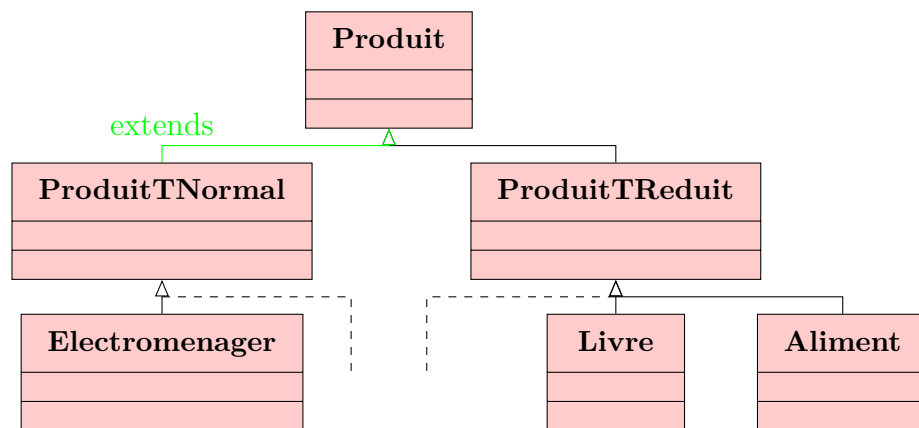 Produit
extends
ProduitTNormal
ProduitTReduit
Electromenager
Livre
Aliment